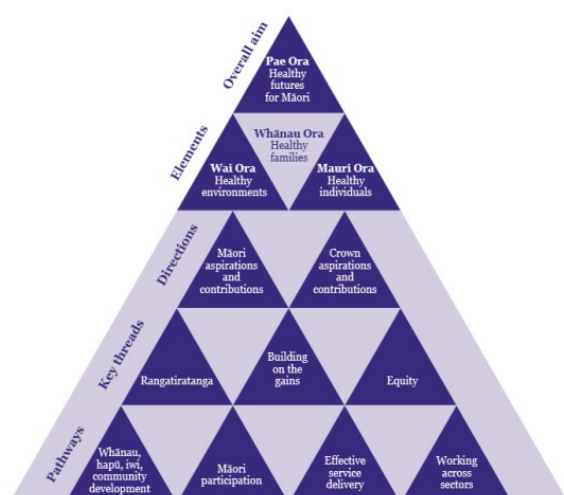 Overall aim
Pae Ora
Healthy
futures
for Māori
Elements
Whānau Ora
Healthy
families
Wai Ora
Healthy
environments
Mauri Ora
Healthy
individuals
Directions
Māori
aspirations
and
contributions
Crown
aspirations
and
contributions
Key threads
Rangatiratanga
Building
on the
gains
Equity
Pathways
Whānau,
hapū, iwi,
community
development
Māori
participation
Effective
service
delivery
Working
across
sectors